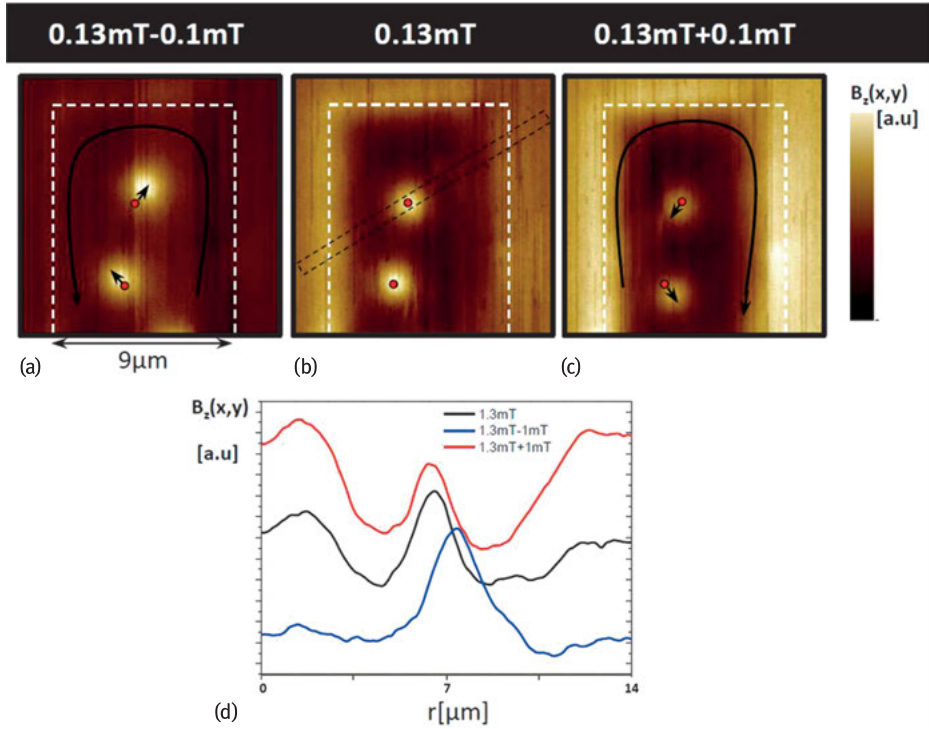 0.13mT-0.1mT 0.13mT 0.13mT+0.1mT
Bz(x,y)
[a.u]
9μm
(a) (b) (c)
Bz(x,y)
[a.u]
1.3mT
1.3mT-1mT
1.3mT+1mT
0 7 14
(d) r[μm]